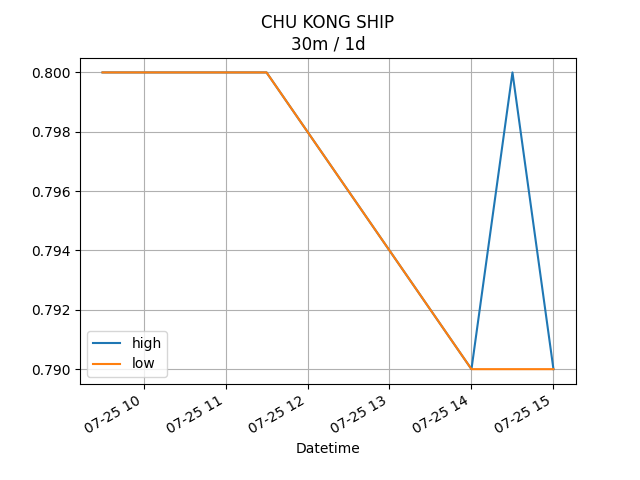 CHU KONG SHIP
30m / 1d
0.800
0.798
0.796
0.794
0.792
0.790
high
low
07-25 10
07-25 11
07-25 12
07-25 13
07-25 14
07-25 15
Datetime